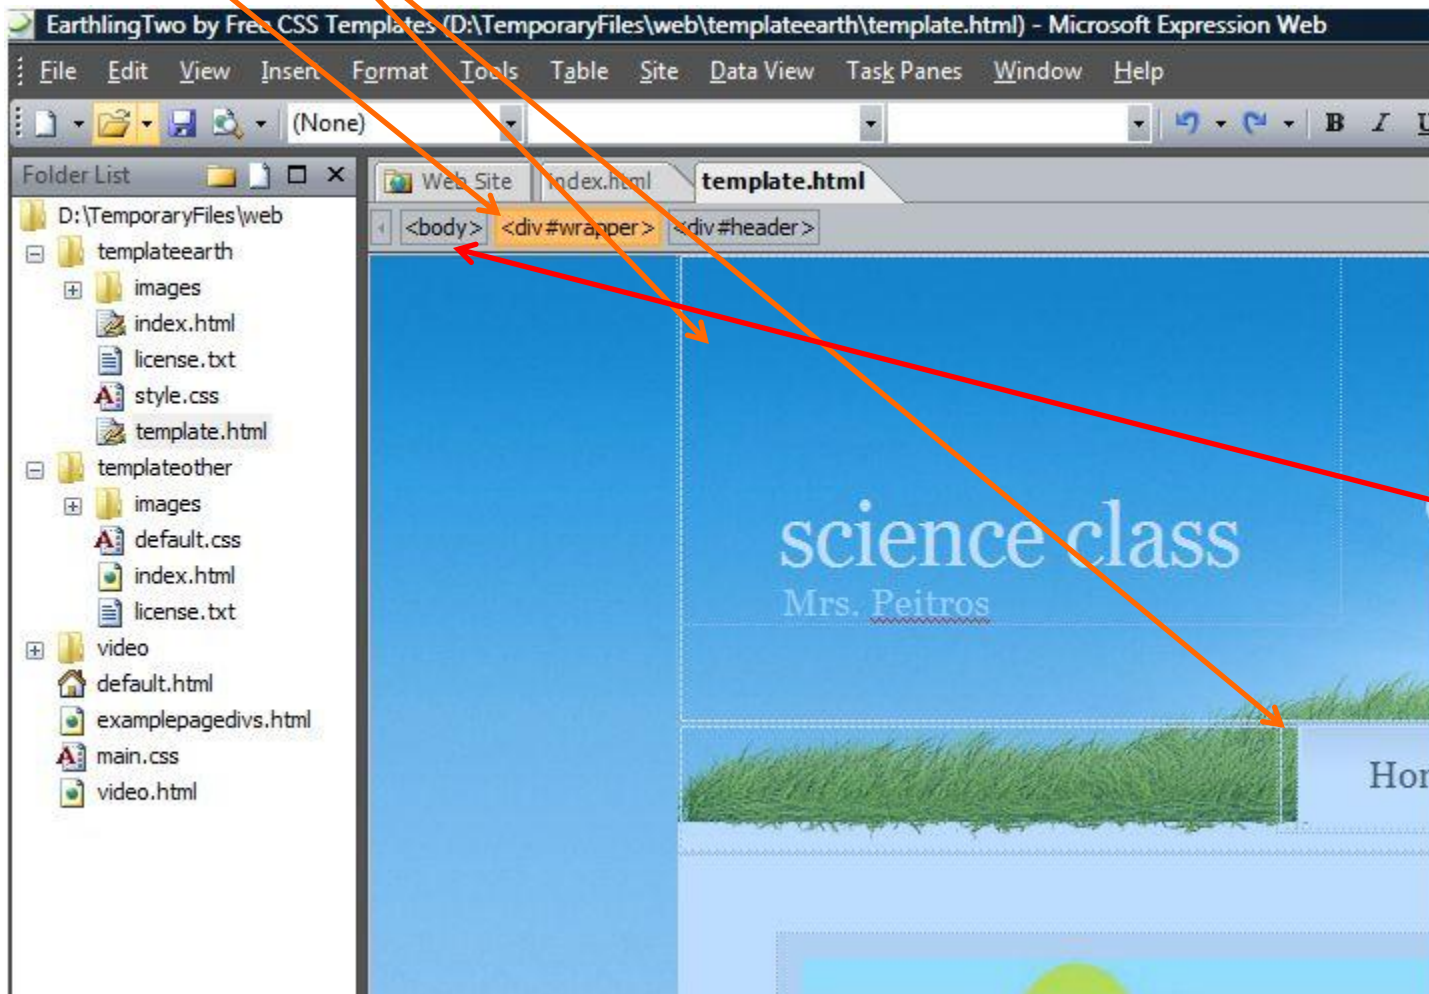 EarthlingTwo by Free CSS Templates (D:\TemporaryFiles\web\templateearth\template.html) - Microsoft Expression Web
File Edit View Insert Format Tools Table Site Data View Task Panes Window Help
(None) B I U
Folder List
Web Site index.html template.html
<body> <div#wrapper> <div#header>
D:\TemporaryFiles\web
templateearth
images
index.html
license.txt
style.css
template.html
templateother
images
default.css
index.html
license.txt
video
default.html
examplepagedivs.html
main.css
video.html
science class
Mrs. Peitros